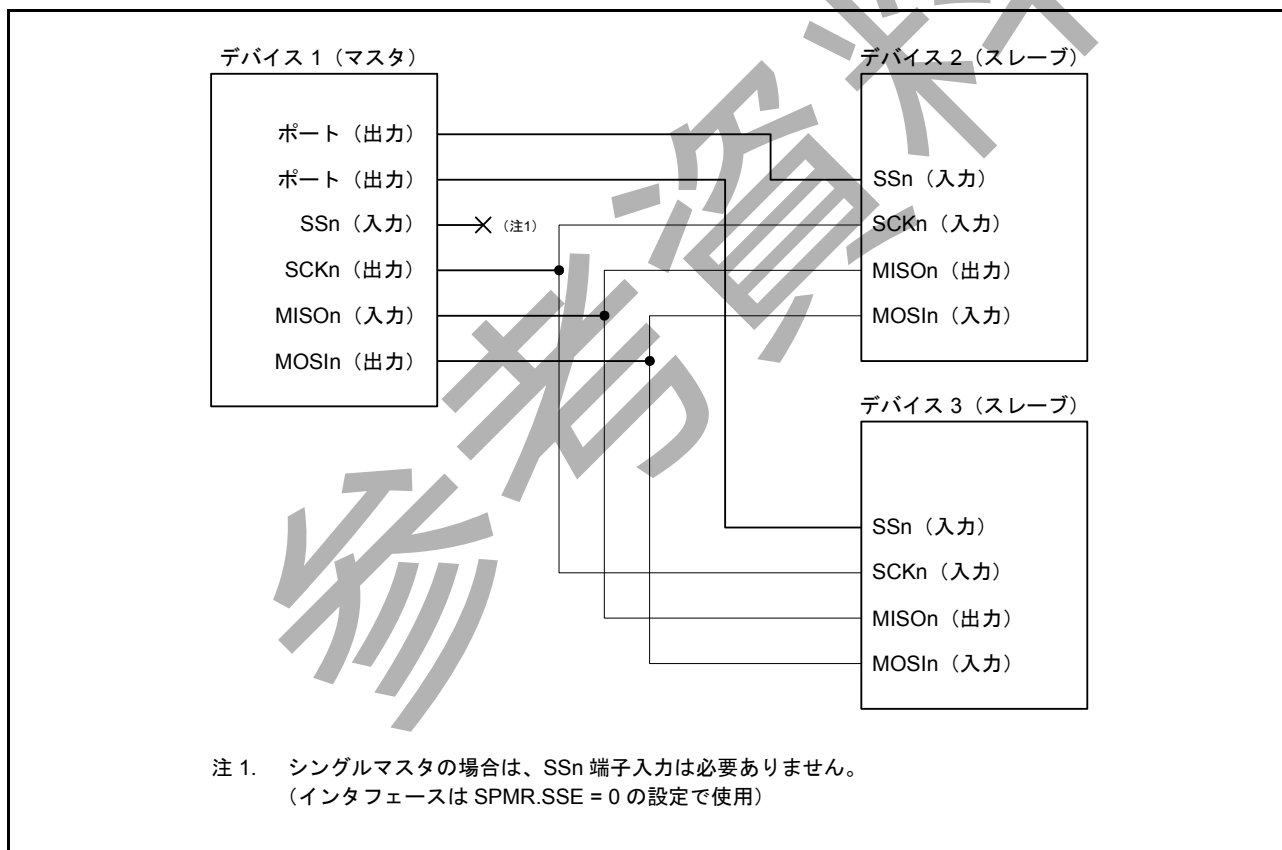 デバイス 1（マスタ）
ポート（出力）
ポート（出力）
SSn（入力）
（注1）
SCKn（出力）
MISOn（入力）
MOSIn（出力）
デバイス 2（スレーブ）
SSn（入力）
SCKn（入力）
MISOn（出力）
MOSIn（入力）
デバイス 3（スレーブ）
SSn（入力）
SCKn（入力）
MISOn（出力）
MOSIn（入力）
参考資料
注 1. シングルマスタの場合は、SSn 端子入力は必要ありません。
（インタフェースは SPMR.SSE = 0 の設定で使用）